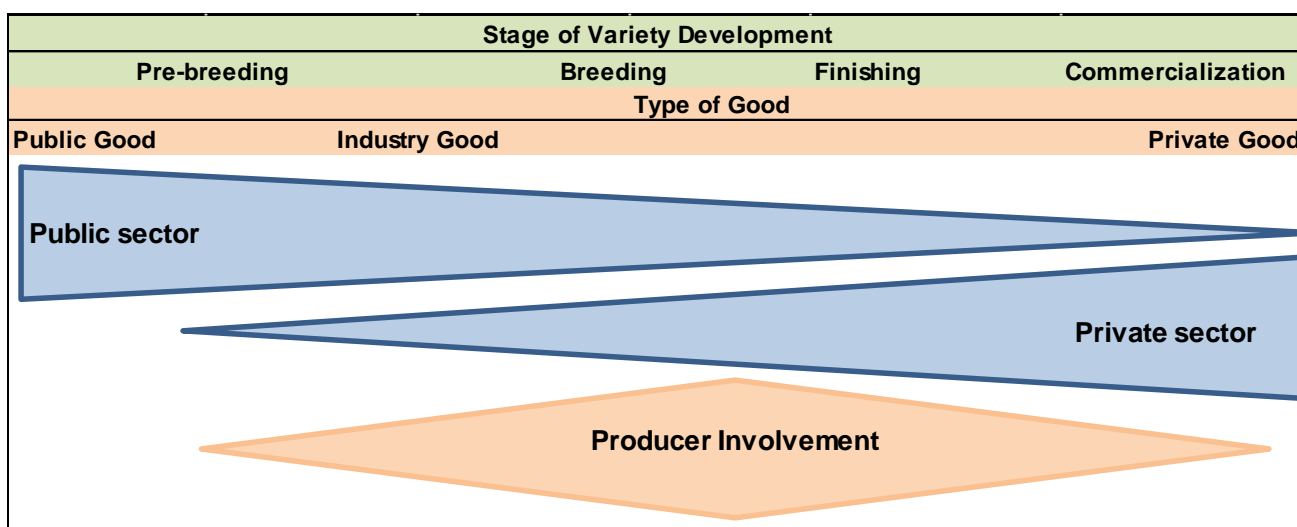 Stage of Variety Development
Pre-breeding Breeding Finishing Commercialization
Type of Good
Public Good Industry Good Private Good
Public sector
Private sector
Producer Involvement